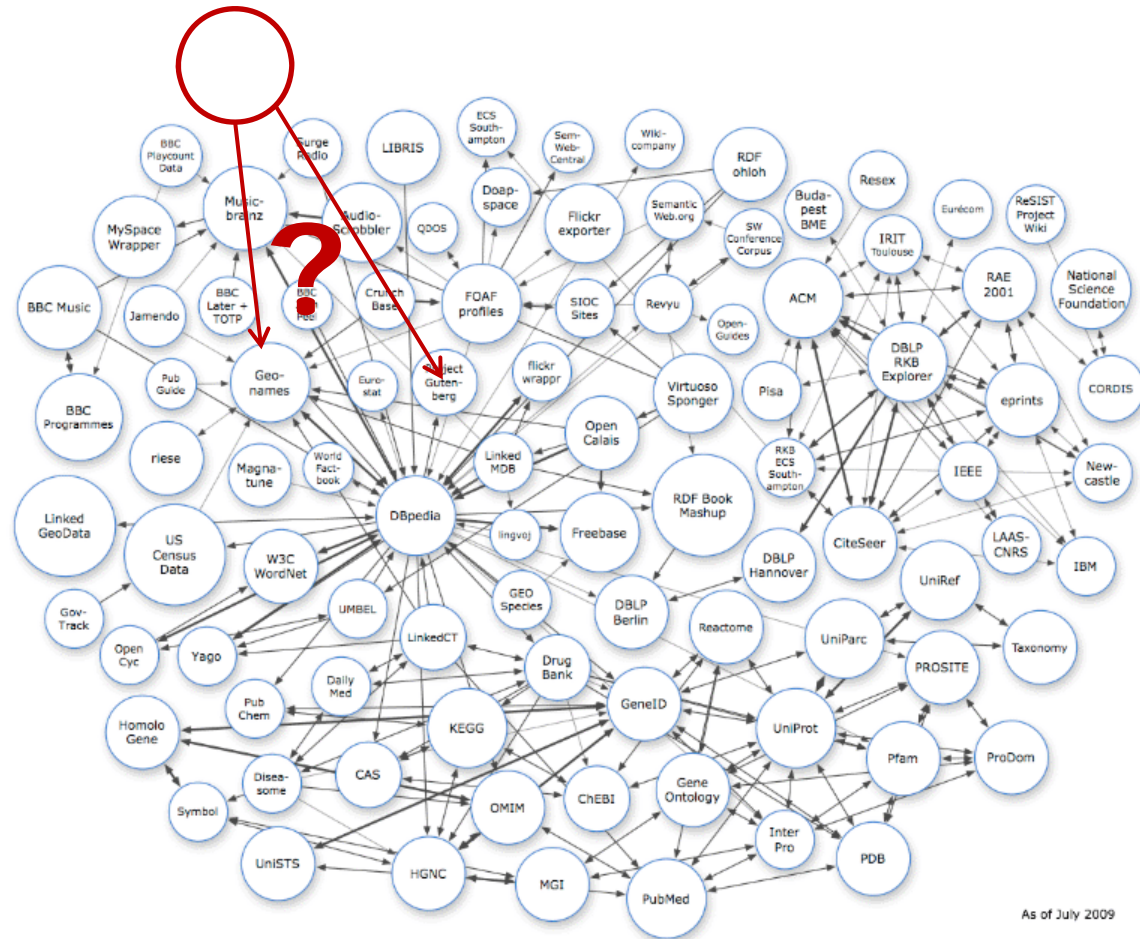 ECS
South-
ampton
Sem-
Web-
Central
Wiki-
company
BBC
Playcount
Data
Surge
Radio
LIBRIS
RDF
ohloh
Resex
Doap-
space
Semantic
Web.org
Buda-
pest
BME
Eurécom
ReSIST
Project
Wiki
MySpace
Wrapper
Music-
brainz
Audio-
Scrobbler
QDOS
Flickr
exporter
SW
Conference
Corpus
IRIT
Toulouse
?
BBC Music
Jamendo
BBC
Later +
TOTP
BBC
Peel
Crunch
Base
FOAF
profiles
SIOC
Sites
Revyu
Open-
Guides
ACM
RAE
2001
National
Science
Foundation
DBLP
RKB
Explorer
Pub
Guide
Geo-
names
Euro-
stat
Project
Guten-
berg
flickr
wrappr
Virtuoso
Sponger
Pisa
eprints
CORDIS
BBC
Programmes
riese
Magna-
tune
World
Fact-
book
Linked
MDB
Open
Calais
RKB
ECS
South-
ampton
IEEE
New-
castle
Linked
GeoData
US
Census
Data
DBpedia
lingvoj
Freebase
RDF Book
Mashup
CiteSeer
LAAS-
CNRS
IBM
W3C
WordNet
DBLP
Hannover
UniRef
Gov-
Track
UMBEL
GEO
Species
DBLP
Berlin
Reactome
UniParc
Taxonomy
Open
Cyc
Yago
LinkedCT
Drug
Bank
PROSITE
Daily
Med
Pub
Chem
Homolo
Gene
KEGG
GeneID
UniProt
Pfam
ProDom
Disea-
some
CAS
Symbol
OMIM
ChEBI
Gene
Ontology
Inter
Pro
PDB
UniSTS
HGNC
MGI
PubMed
As of July 2009